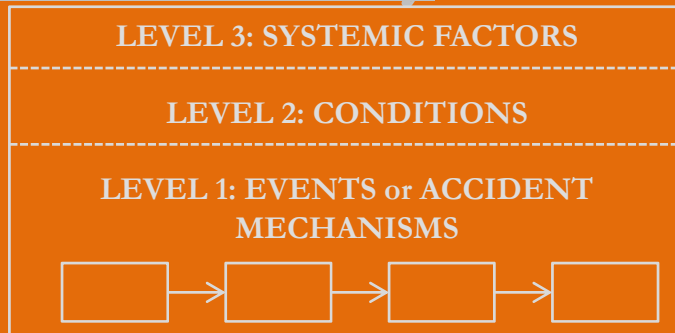 LEVEL 3: SYSTEMIC FACTORS
LEVEL 2: CONDITIONS
LEVEL 1: EVENTS or ACCIDENT
MECHANISMS